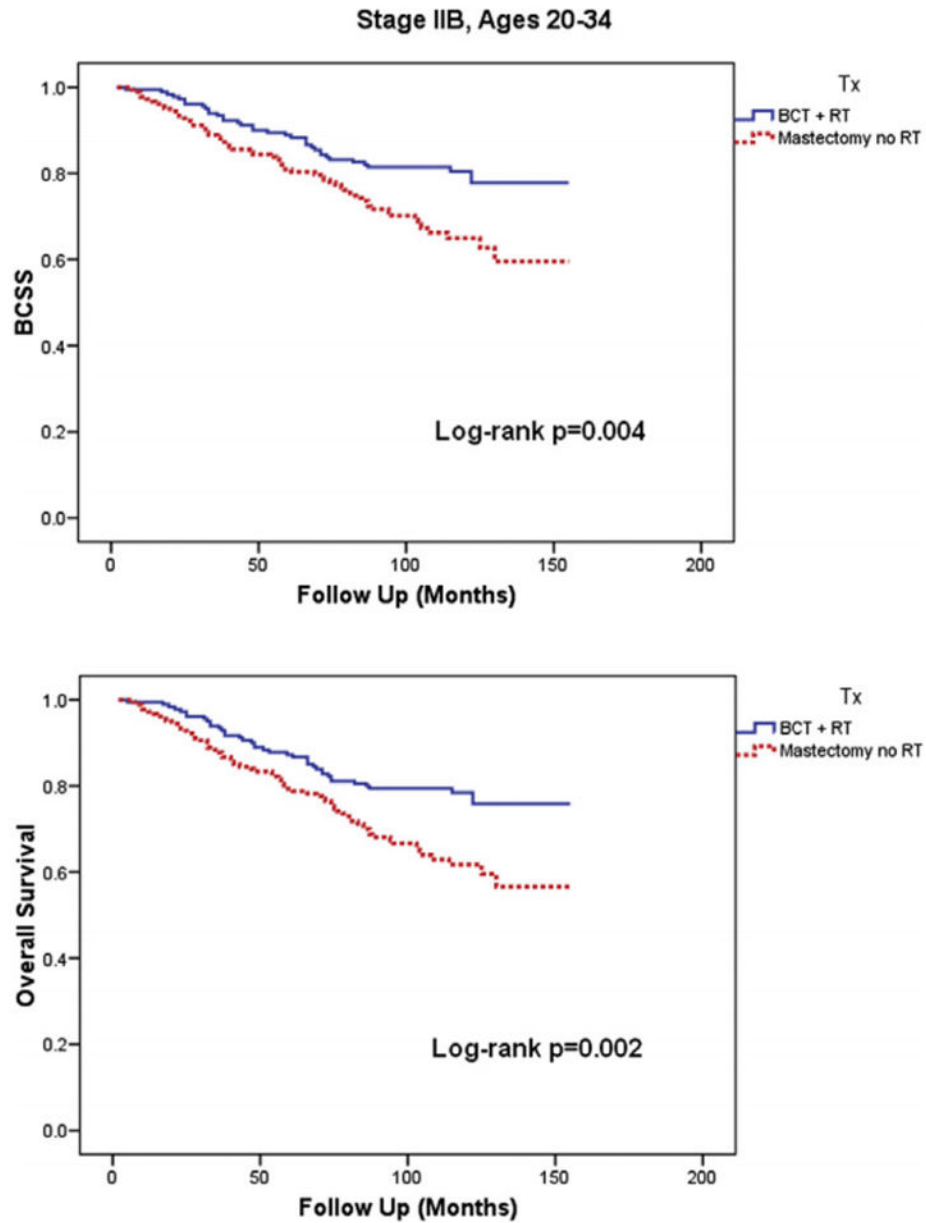 Stage IIB, Ages 20-34
Tx
BCT + RT
Mastectomy no RT
1.0
0.8
0.6
0.4
0.2
0.0
BCSS
Log-rank p=0.004
0 50 100 150 200
Follow Up (Months)
Tx
BCT + RT
Mastectomy no RT
1.0
0.8
0.6
0.4
0.2
0.0
Overall Survival
Log-rank p=0.002
0 50 100 150 200
Follow Up (Months)